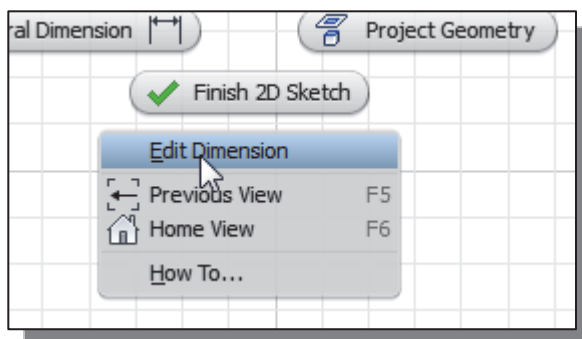 ral Dimension
Project Geometry
Finish 2D Sketch
Edit Dimension
Previous View F5
Home View F6
How To...